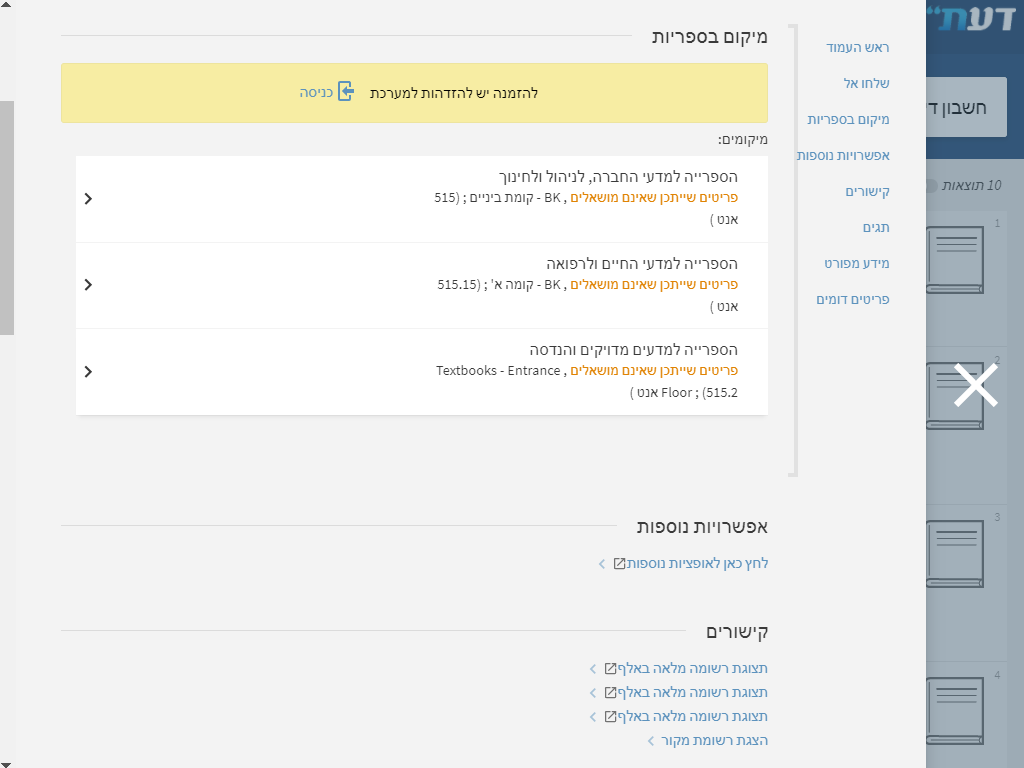 דעת"
חשבון ד
10 תוצאות
1
2
3
4
ראש העמוד
שלחו אל
מיקום בספריות
אפשרויות נוספות
קישורים
תגים
מידע מפורט
פריטים דומים
מיקום בספריות
להזמנה יש להזדהות למערכת כניסה
מיקומים:
הספרייה למדעי החברה, לניהול ולחינוך
פריטים שייתכן שאינם מושאלים , BK - קומת ביניים ; (515
אנט )
הספרייה למדעי החיים ולרפואה
פריטים שייתכן שאינם מושאלים , BK - קומה א' ; (515.15
אנט )
הספרייה למדעים מדויקים והנדסה
פריטים שייתכן שאינם מושאלים , Textbooks - Entrance
Floor ; (515.2 אנט )
אפשרויות נוספות
לחץ כאן לאופציות נוספות
קישורים
תצוגת רשומה מלאה באלף
תצוגת רשומה מלאה באלף
תצוגת רשומה מלאה באלף
הצגת רשומת מקור